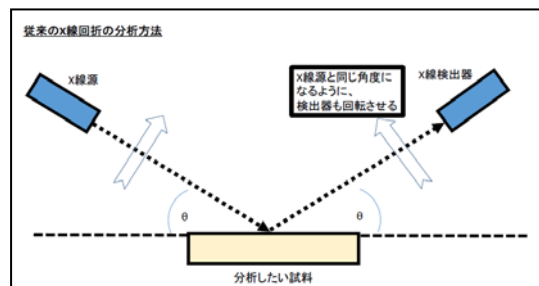 従来のX線回折の分析方法
X線源
X線源と同じ角度に
なるように、
検出器も回転させる
X線検出器
θ
θ
分析したい試料